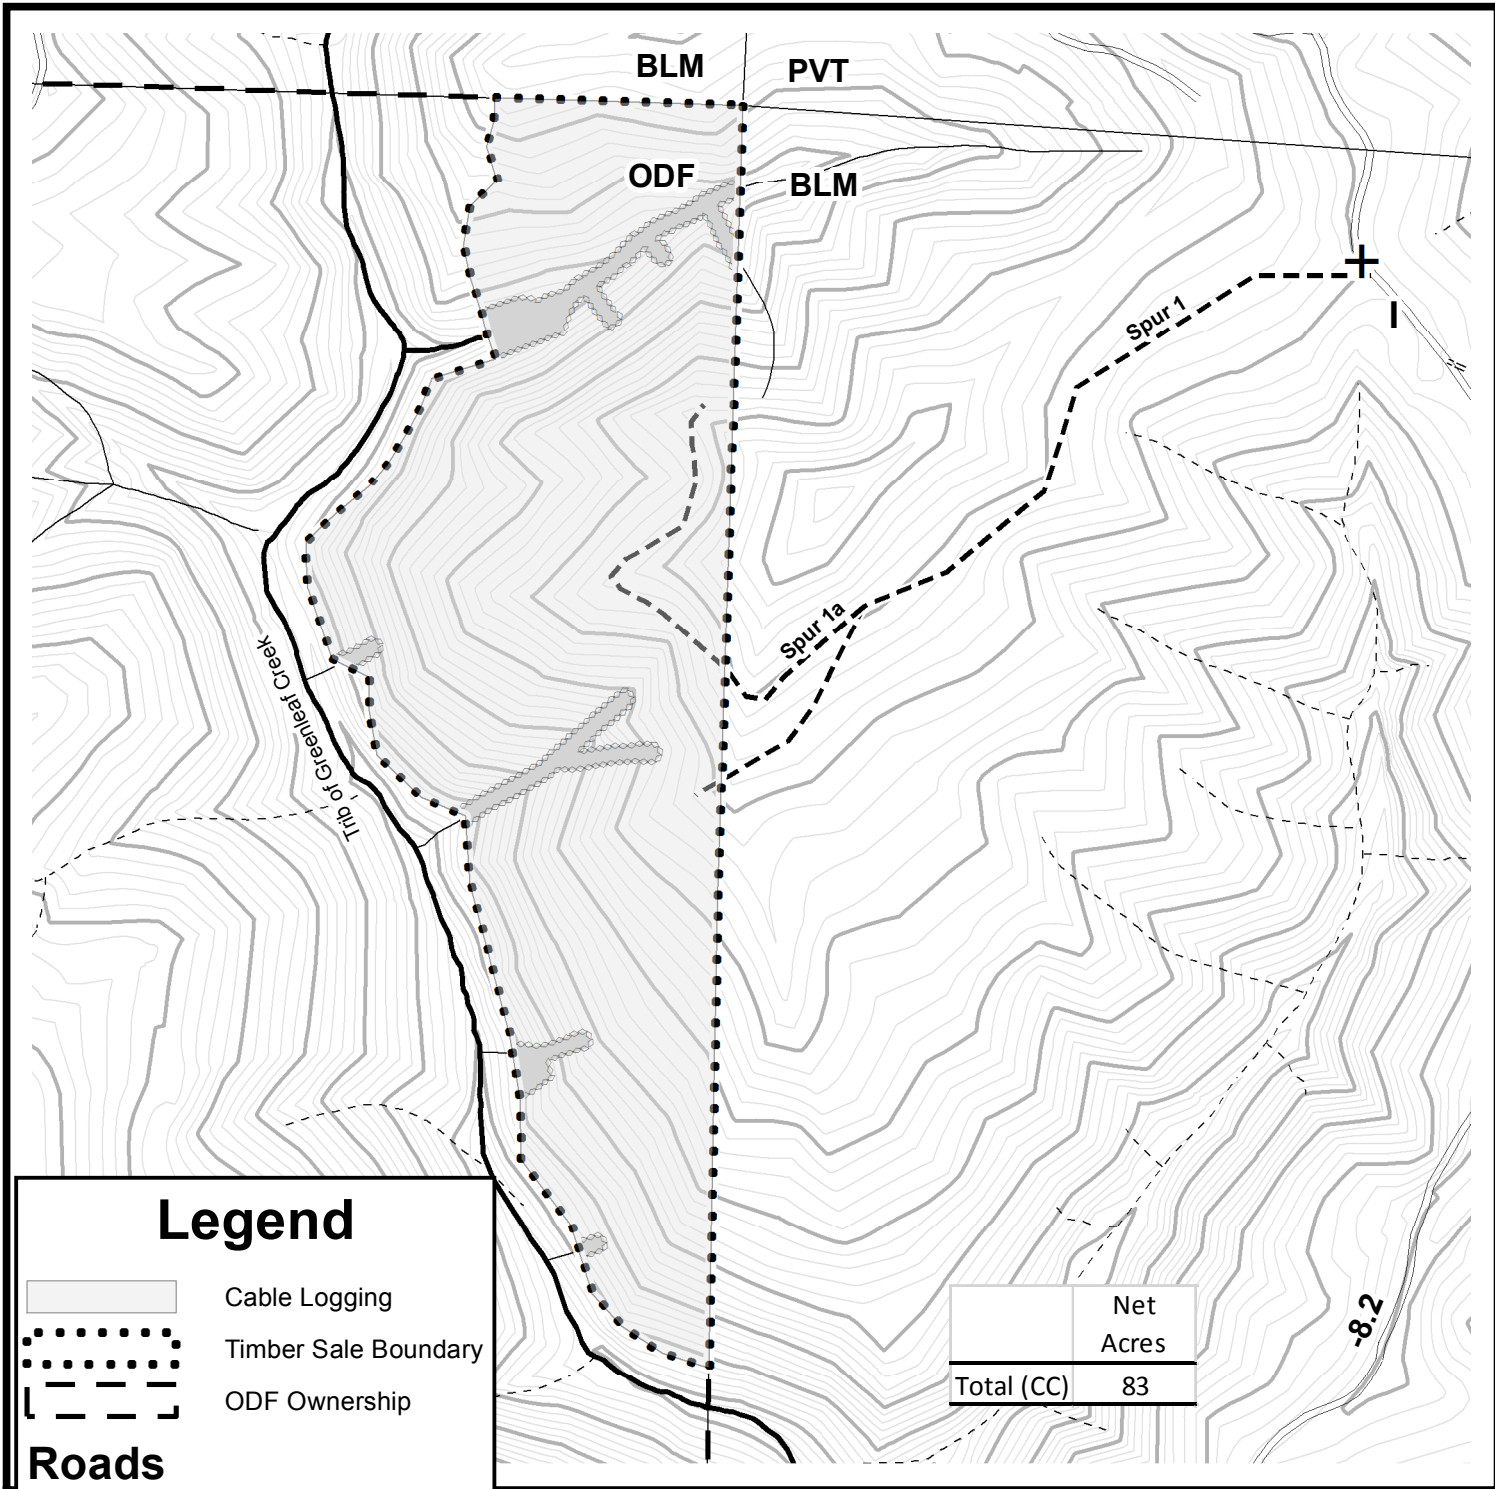 BLM
PVT
ODF
BLM
Spur 1
I
Spur 1a
Trib of Greenleaf Creek
Legend
Cable Logging
Timber Sale Boundary
ODF Ownership
Roads
Net
Acres
Total (CC) 83
-8.2